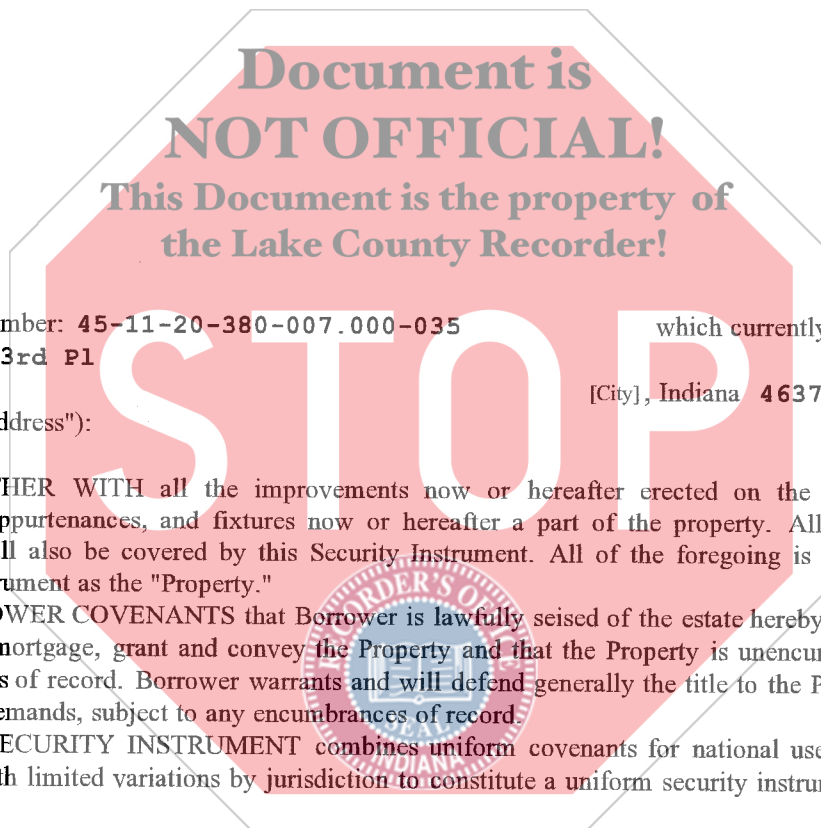 Document is
NOT OFFICIAL!
This Document is the property of
the Lake County Recorder!
STOP
mber: 45-11-20-380-007.000-035 which currently
3rd Pl
[City], Indiana 4637
ddress"):
HER WITH all the improvements now or hereafter erected on the
ppurtenances, and fixtures now or hereafter a part of the property. All
ll also be covered by this Security Instrument. All of the foregoing is
rument as the "Property."
OWER COVENANTS that Borrower is lawfully seised of the estate hereby
mortgage, grant and convey the Property and that the Property is unencum
s of record. Borrower warrants and will defend generally the title to the P
emands, subject to any encumbrances of record.
ECURITY INSTRUMENT combines uniform covenants for national use
th limited variations by jurisdiction to constitute a uniform security instru
RECORDER'S OFFICE
SEAL
INDIANA